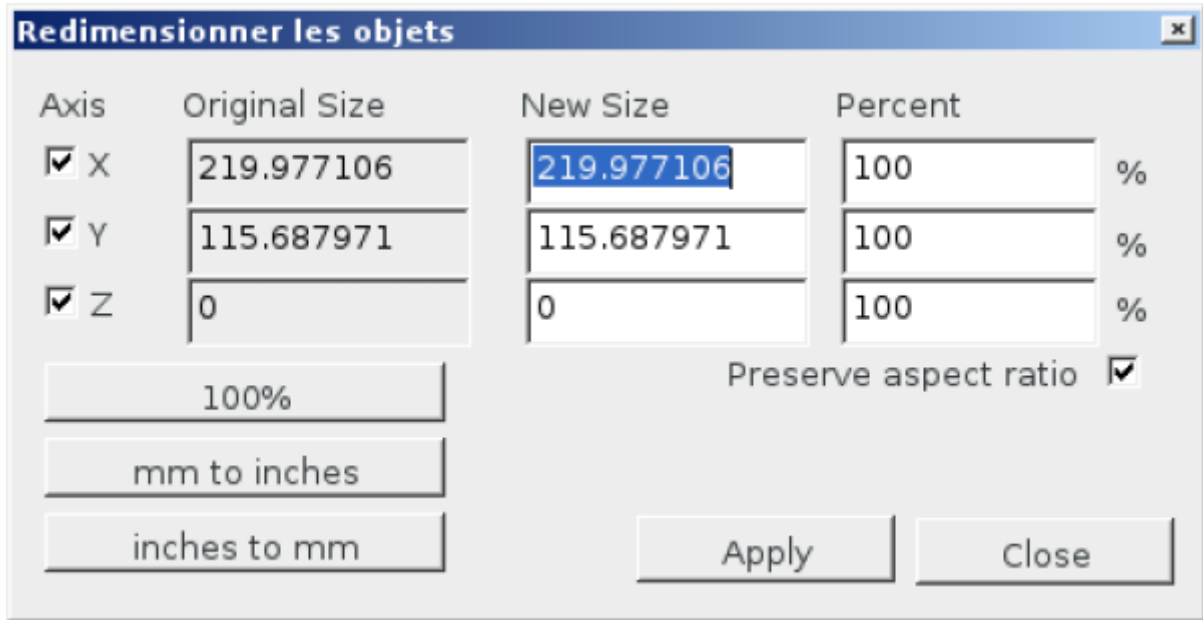 Redimensionner les objets
Axis Original Size New Size Percent
X 219.977106 219.977106 100 %
Y 115.687971 115.687971 100 %
Z 0 0 100 %
Preserve aspect ratio
100%
mm to inches
inches to mm
Apply Close